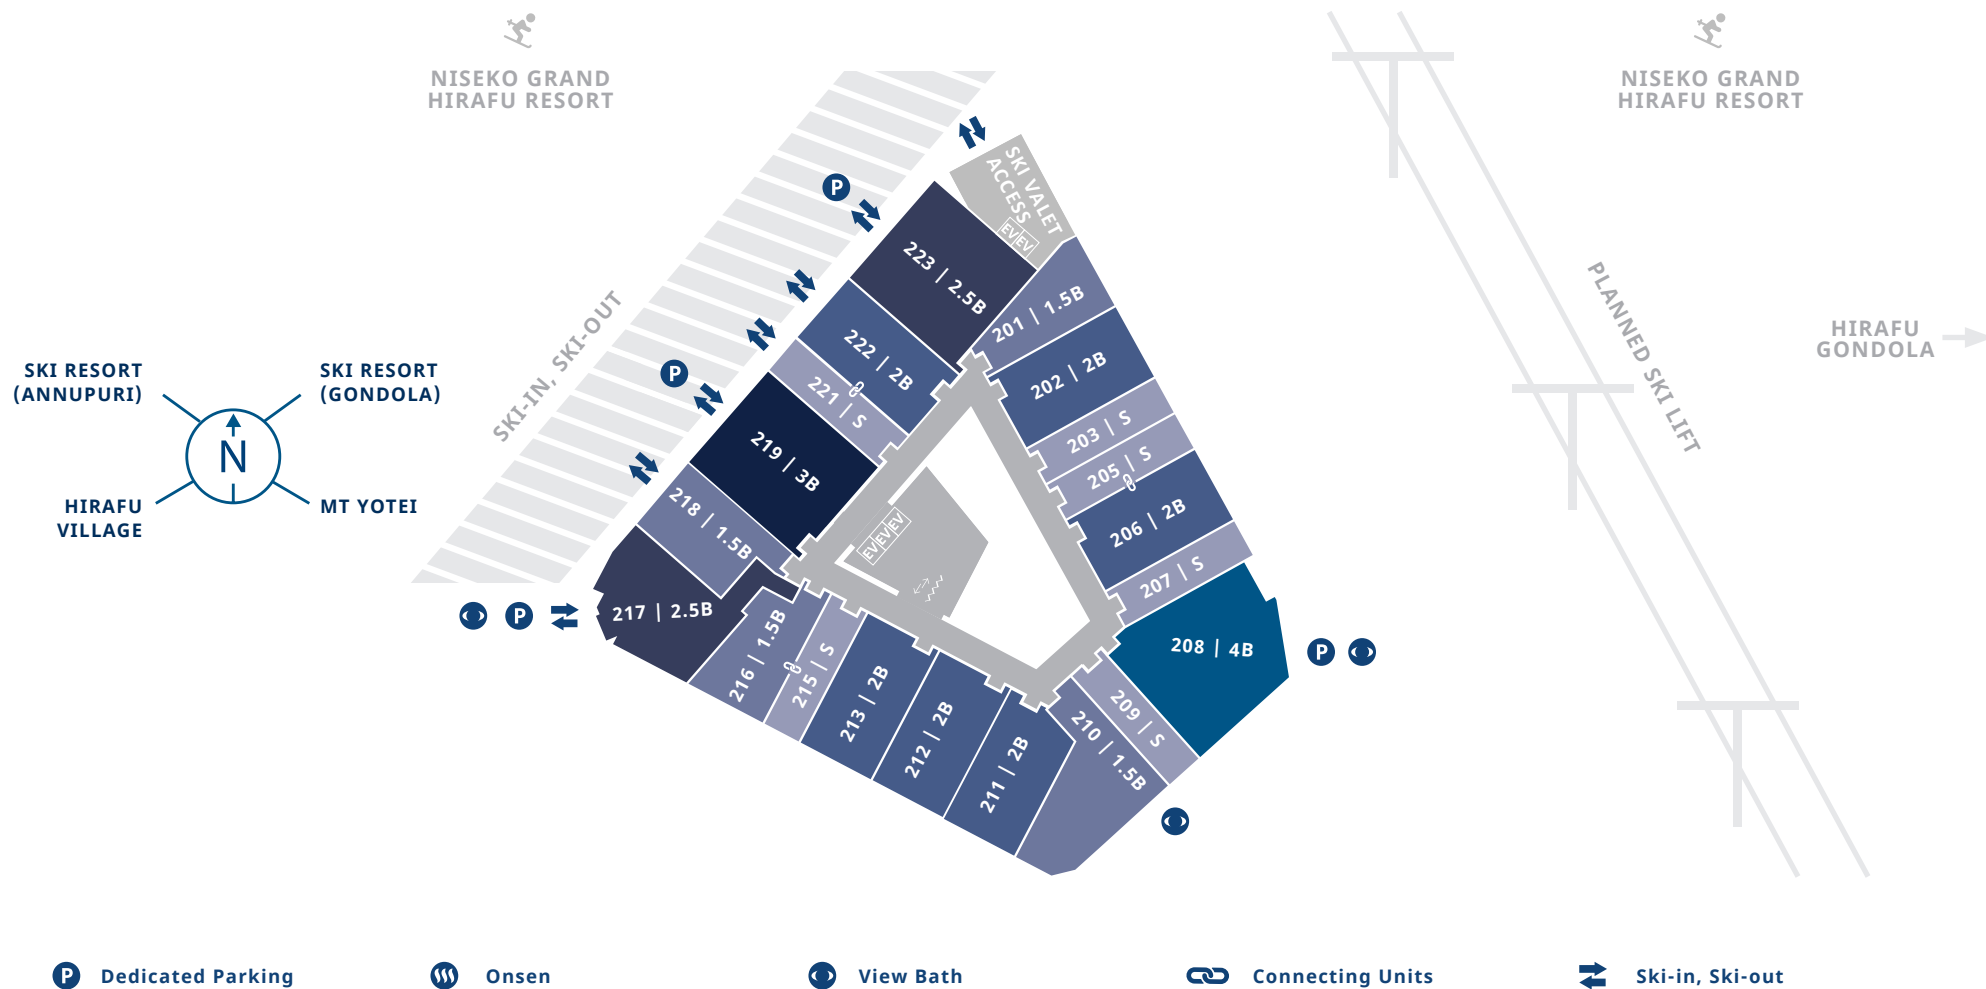 NISEKO GRAND
HIRAFU RESORT
NISEKO GRAND
HIRAFU RESORT
SKI VALET
ACCESS
EV EV
P
223 | 2.5B
201 | 1.5B
222 | 2B
202 | 2B
221 | S
203 | S
219 | 3B
205 | S
218 | 1.5B
206 | 2B
EV EV EV
207 | S
217 | 2.5B
216 | 1.5B
215 | S
213 | 2B
212 | 2B
211 | 2B
210 | 1.5B
209 | S
208 | 4B
P
P
P
SKI-IN, SKI-OUT
PLANNED SKI LIFT
HIRAFU
GONDOLA
SKI RESORT
(ANNUPURI)
SKI RESORT
(GONDOLA)
N
HIRAFU
VILLAGE
MT YOTEI
P Dedicated Parking
Onsen
View Bath
Connecting Units
Ski-in, Ski-out